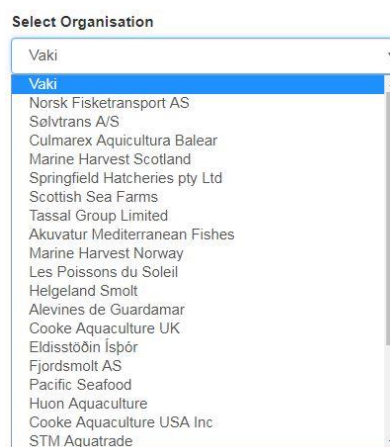 Select Organisation
Vaki
Vaki
Norsk Fisketransport AS
Sølvtrans A/S
Culmarex Aquicultura Balear
Marine Harvest Scotland
Springfield Hatcheries pty Ltd
Scottish Sea Farms
Tassal Group Limited
Akuvatur Mediterranean Fishes
Marine Harvest Norway
Les Poissons du Soleil
Helgeland Smolt
Alevines de Guardamar
Cooke Aquaculture UK
Eldisstöðin Ísþór
Fjordsmolt AS
Pacific Seafood
Huon Aquaculture
Cooke Aquaculture USA Inc
STM Aquatrade